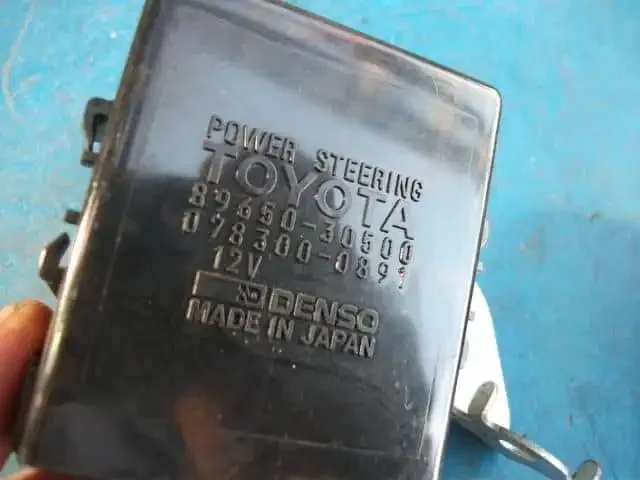 POWER STEERING
TOYOTA
89650-30500
078300-0891
12V
DENSO
MADE IN JAPAN